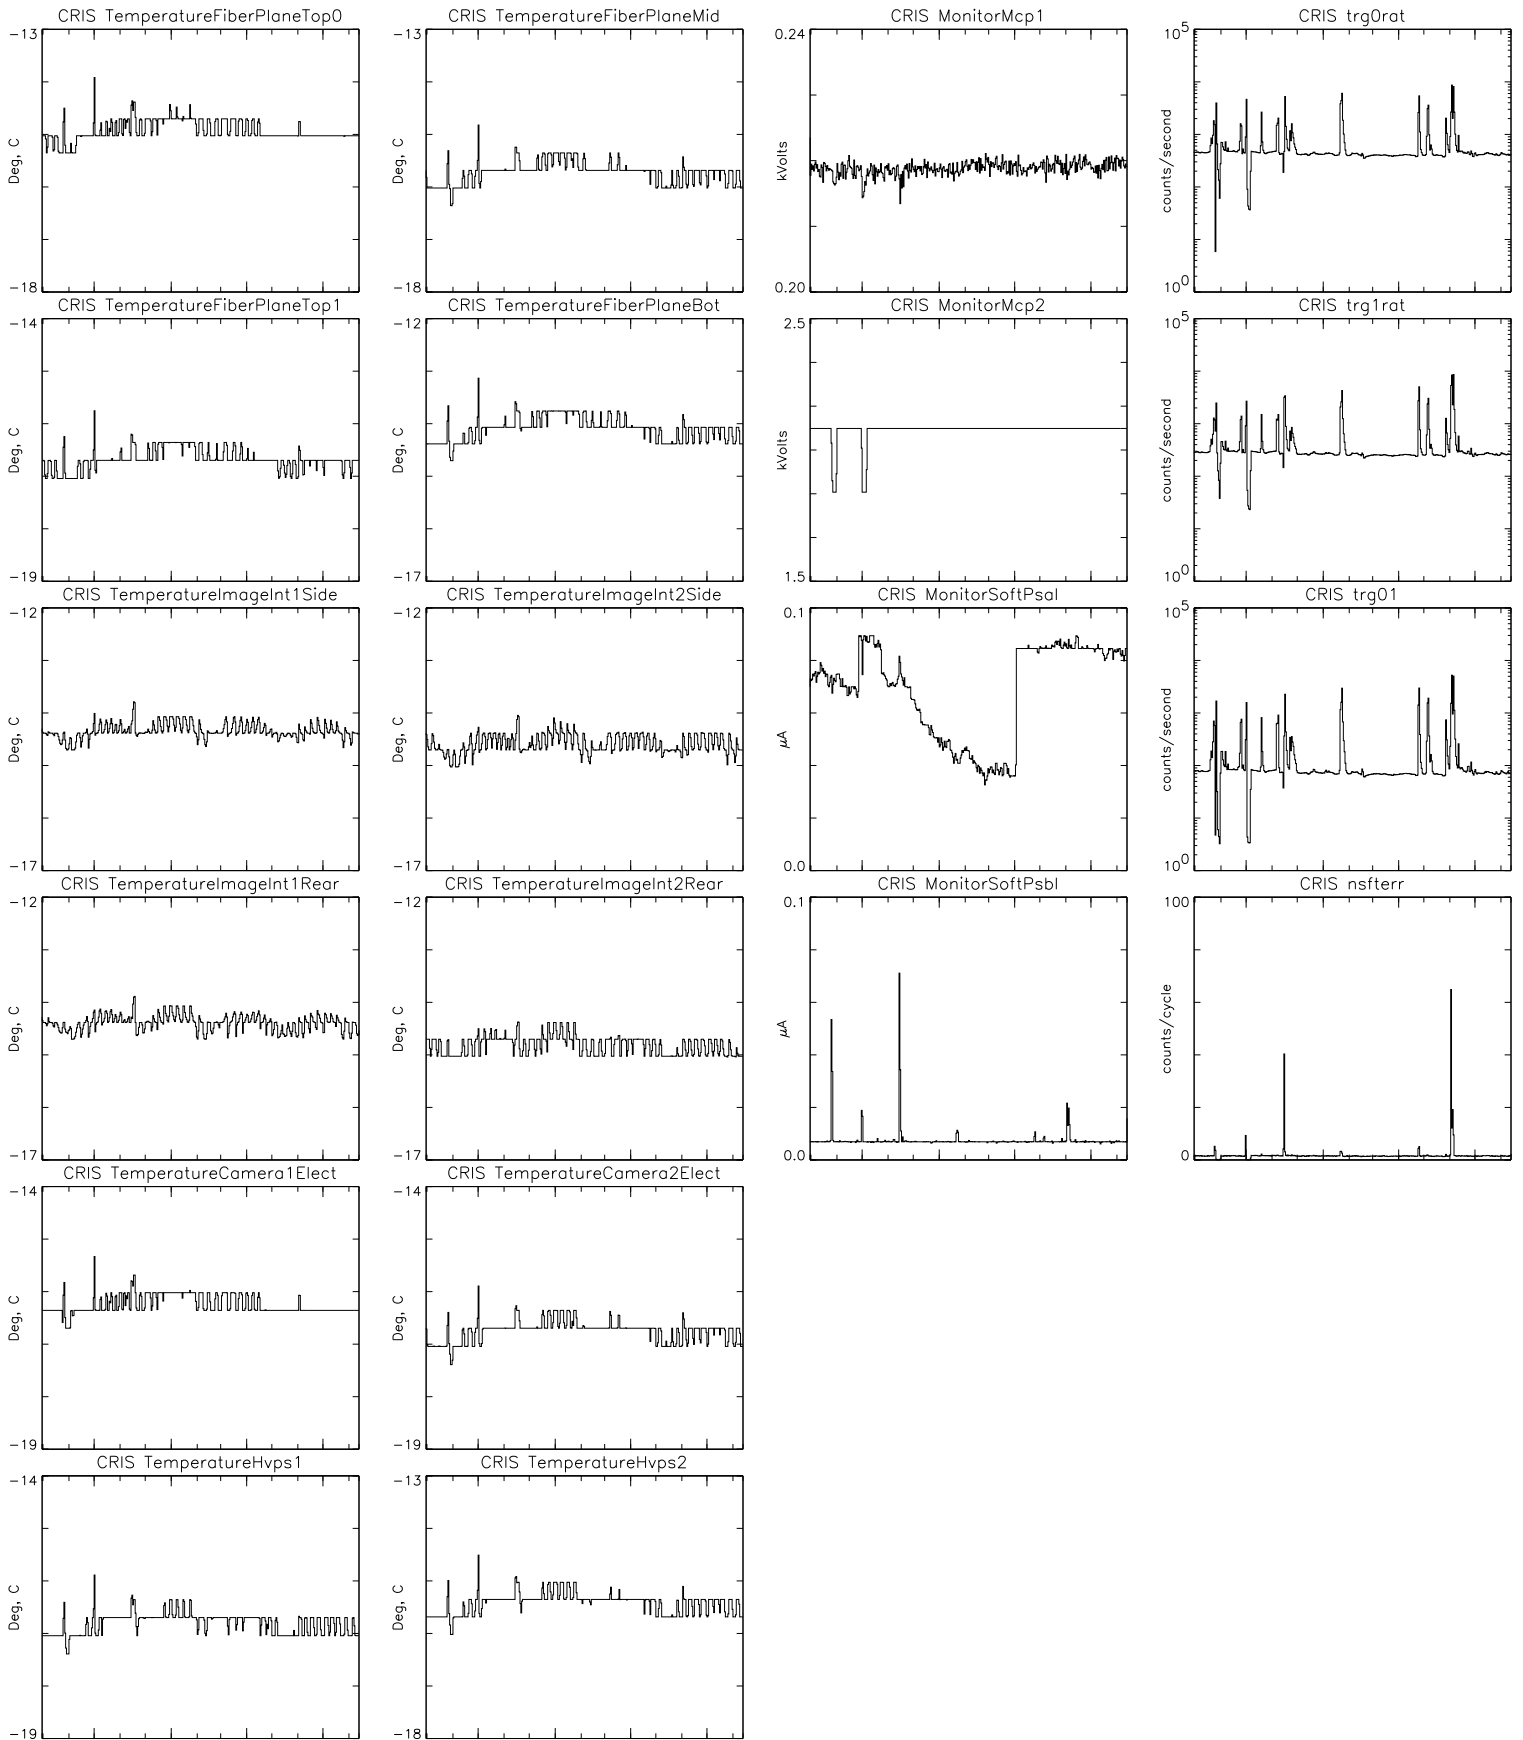 CRIS TemperatureFiberPlaneTop0
CRIS TemperatureFiberPlaneMid
CRIS MonitorMcp1
CRIS trg0rat
-13
Deg, C
-18
-13
Deg, C
-18
0.24
kVolts
0.20
10^5
counts/second
10^0
CRIS TemperatureFiberPlaneTop1
CRIS TemperatureFiberPlaneBot
CRIS MonitorMcp2
CRIS trg1rat
-14
Deg, C
-19
-12
Deg, C
-17
2.5
kVolts
1.5
10^5
counts/second
10^0
CRIS TemperatureImageInt1Side
CRIS TemperatureImageInt2Side
CRIS MonitorSoftPsaI
CRIS trg01
-12
Deg, C
-17
-12
Deg, C
-17
0.1
μA
0.0
10^5
counts/second
10^0
CRIS TemperatureImageInt1Rear
CRIS TemperatureImageInt2Rear
CRIS MonitorSoftPsbI
CRIS nsfterr
-12
Deg, C
-17
-12
Deg, C
-17
0.1
μA
0.0
100
counts/cycle
0
CRIS TemperatureCamera1Elect
CRIS TemperatureCamera2Elect
-14
Deg, C
-19
-14
Deg, C
-19
CRIS TemperatureHvps1
CRIS TemperatureHvps2
-14
Deg, C
-19
-13
Deg, C
-18